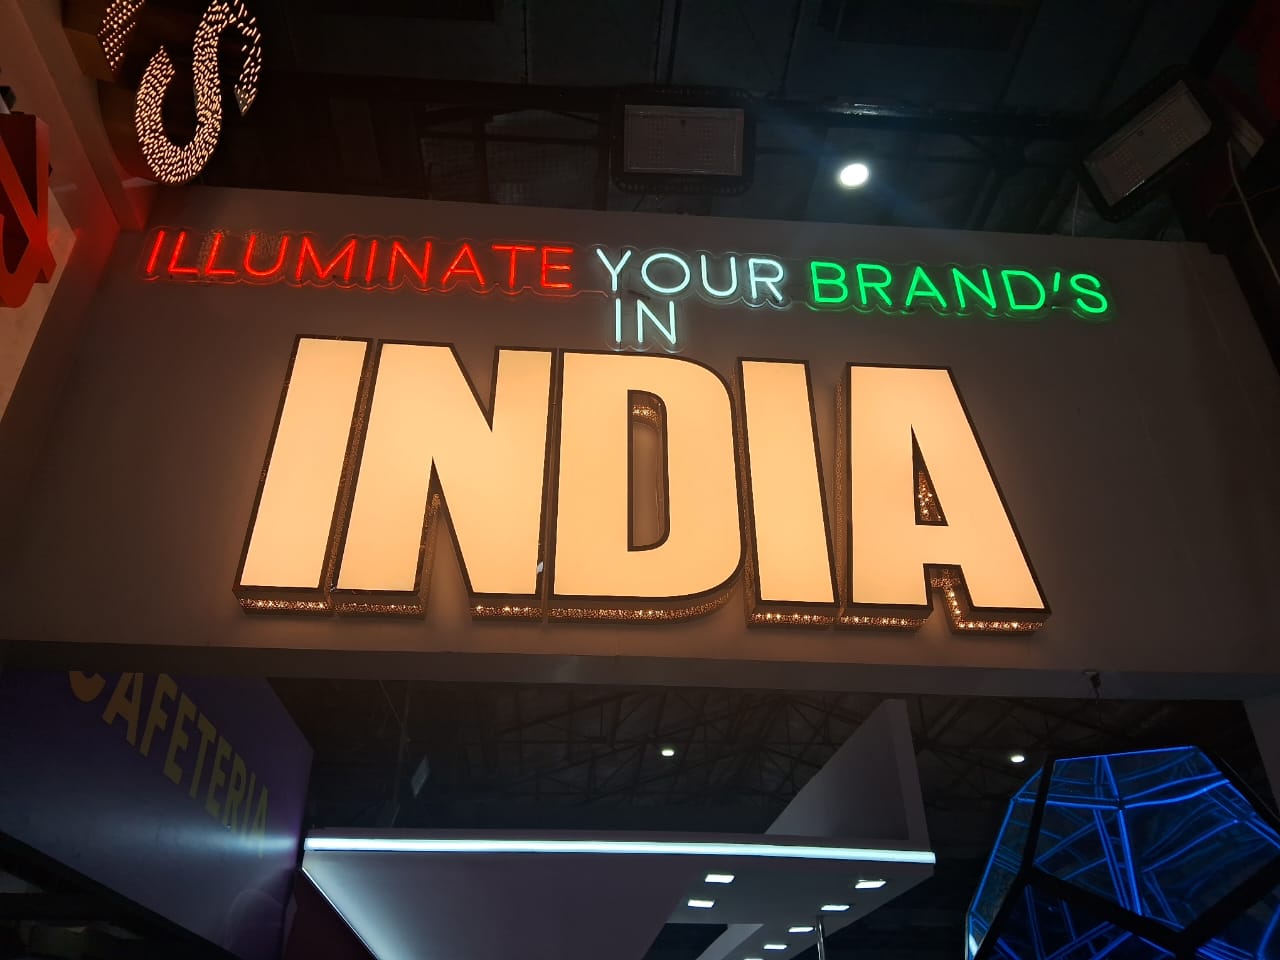 S
&
ILLUMINATE YOUR BRAND'S
IN
INDIA
CAFETERIA